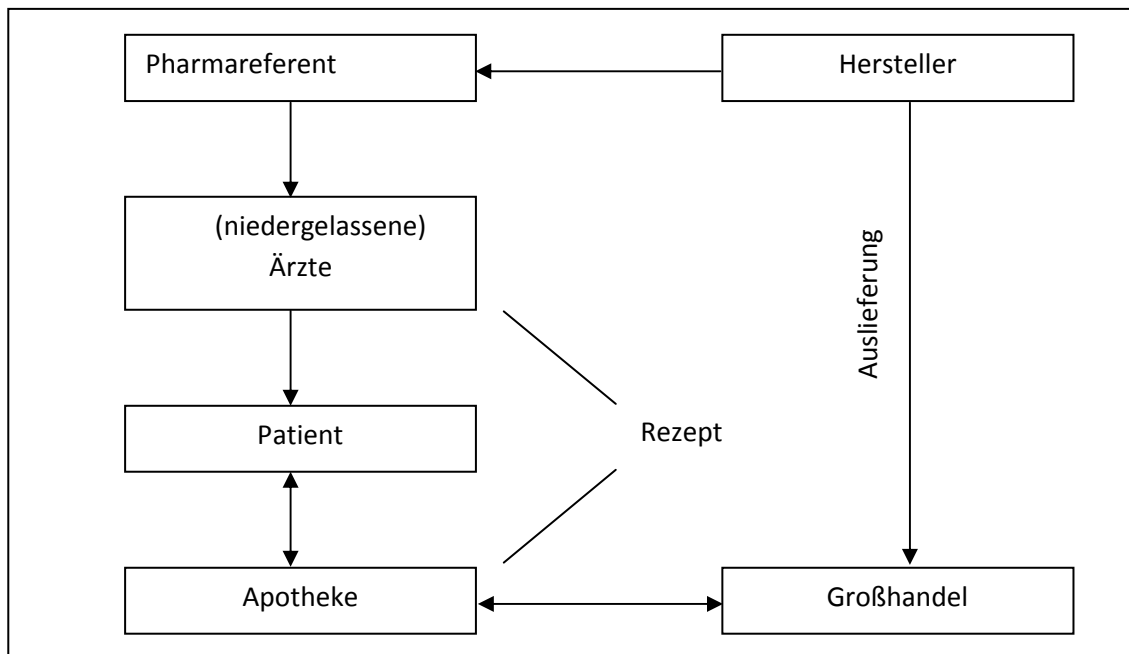 Pharmareferent
Hersteller
(niedergelassene)
Ärzte
Auslieferung
Patient
Rezept
Apotheke
Großhandel